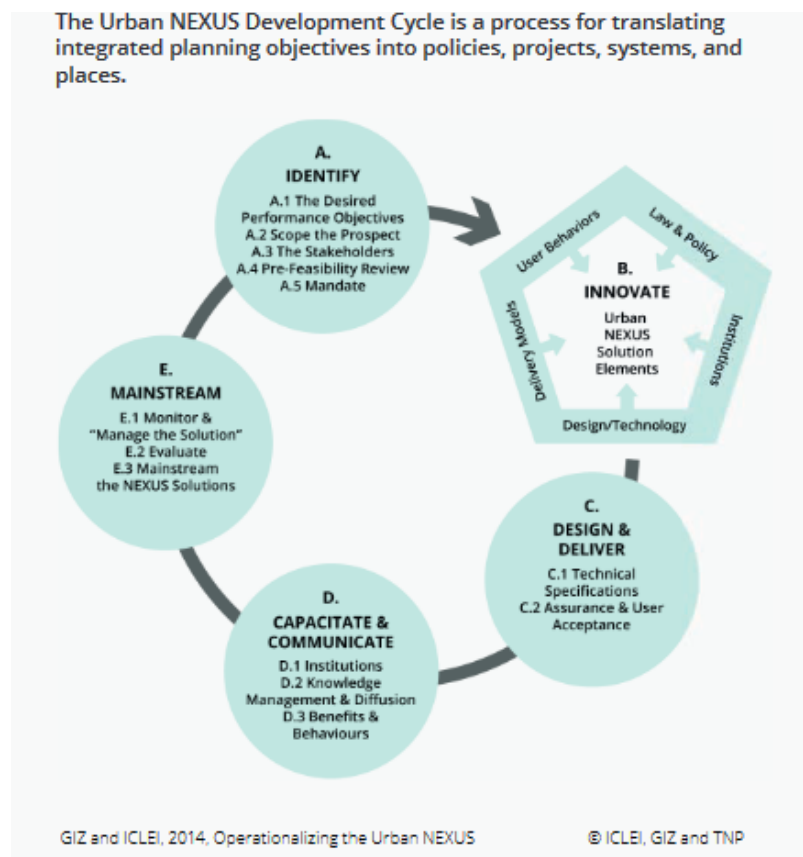 The Urban NEXUS Development Cycle is a process for translating
integrated planning objectives into policies, projects, systems, and
places.
A.
IDENTIFY
A.1 The Desired
Performance Objectives
A.2 Scope the Prospect
A.3 The Stakeholders
A.4 Pre-Feasibility Review
A.5 Mandate
User Behaviors
Law & Policy
Delivery Models
Institutions
Design/Technology
B.
INNOVATE
Urban
NEXUS
Solution
Elements
C.
DESIGN &
DELIVER
C.1 Technical
Specifications
C.2 Assurance & User
Acceptance
D.
CAPACITATE &
COMMUNICATE
D.1 Institutions
D.2 Knowledge
Management & Diffusion
D.3 Benefits &
Behaviours
E.
MAINSTREAM
E.1 Monitor &
“Manage the Solution”
E.2 Evaluate
E.3 Mainstream
the NEXUS Solutions
GIZ and ICLEI, 2014, Operationalizing the Urban NEXUS
© ICLEI, GIZ and TNP